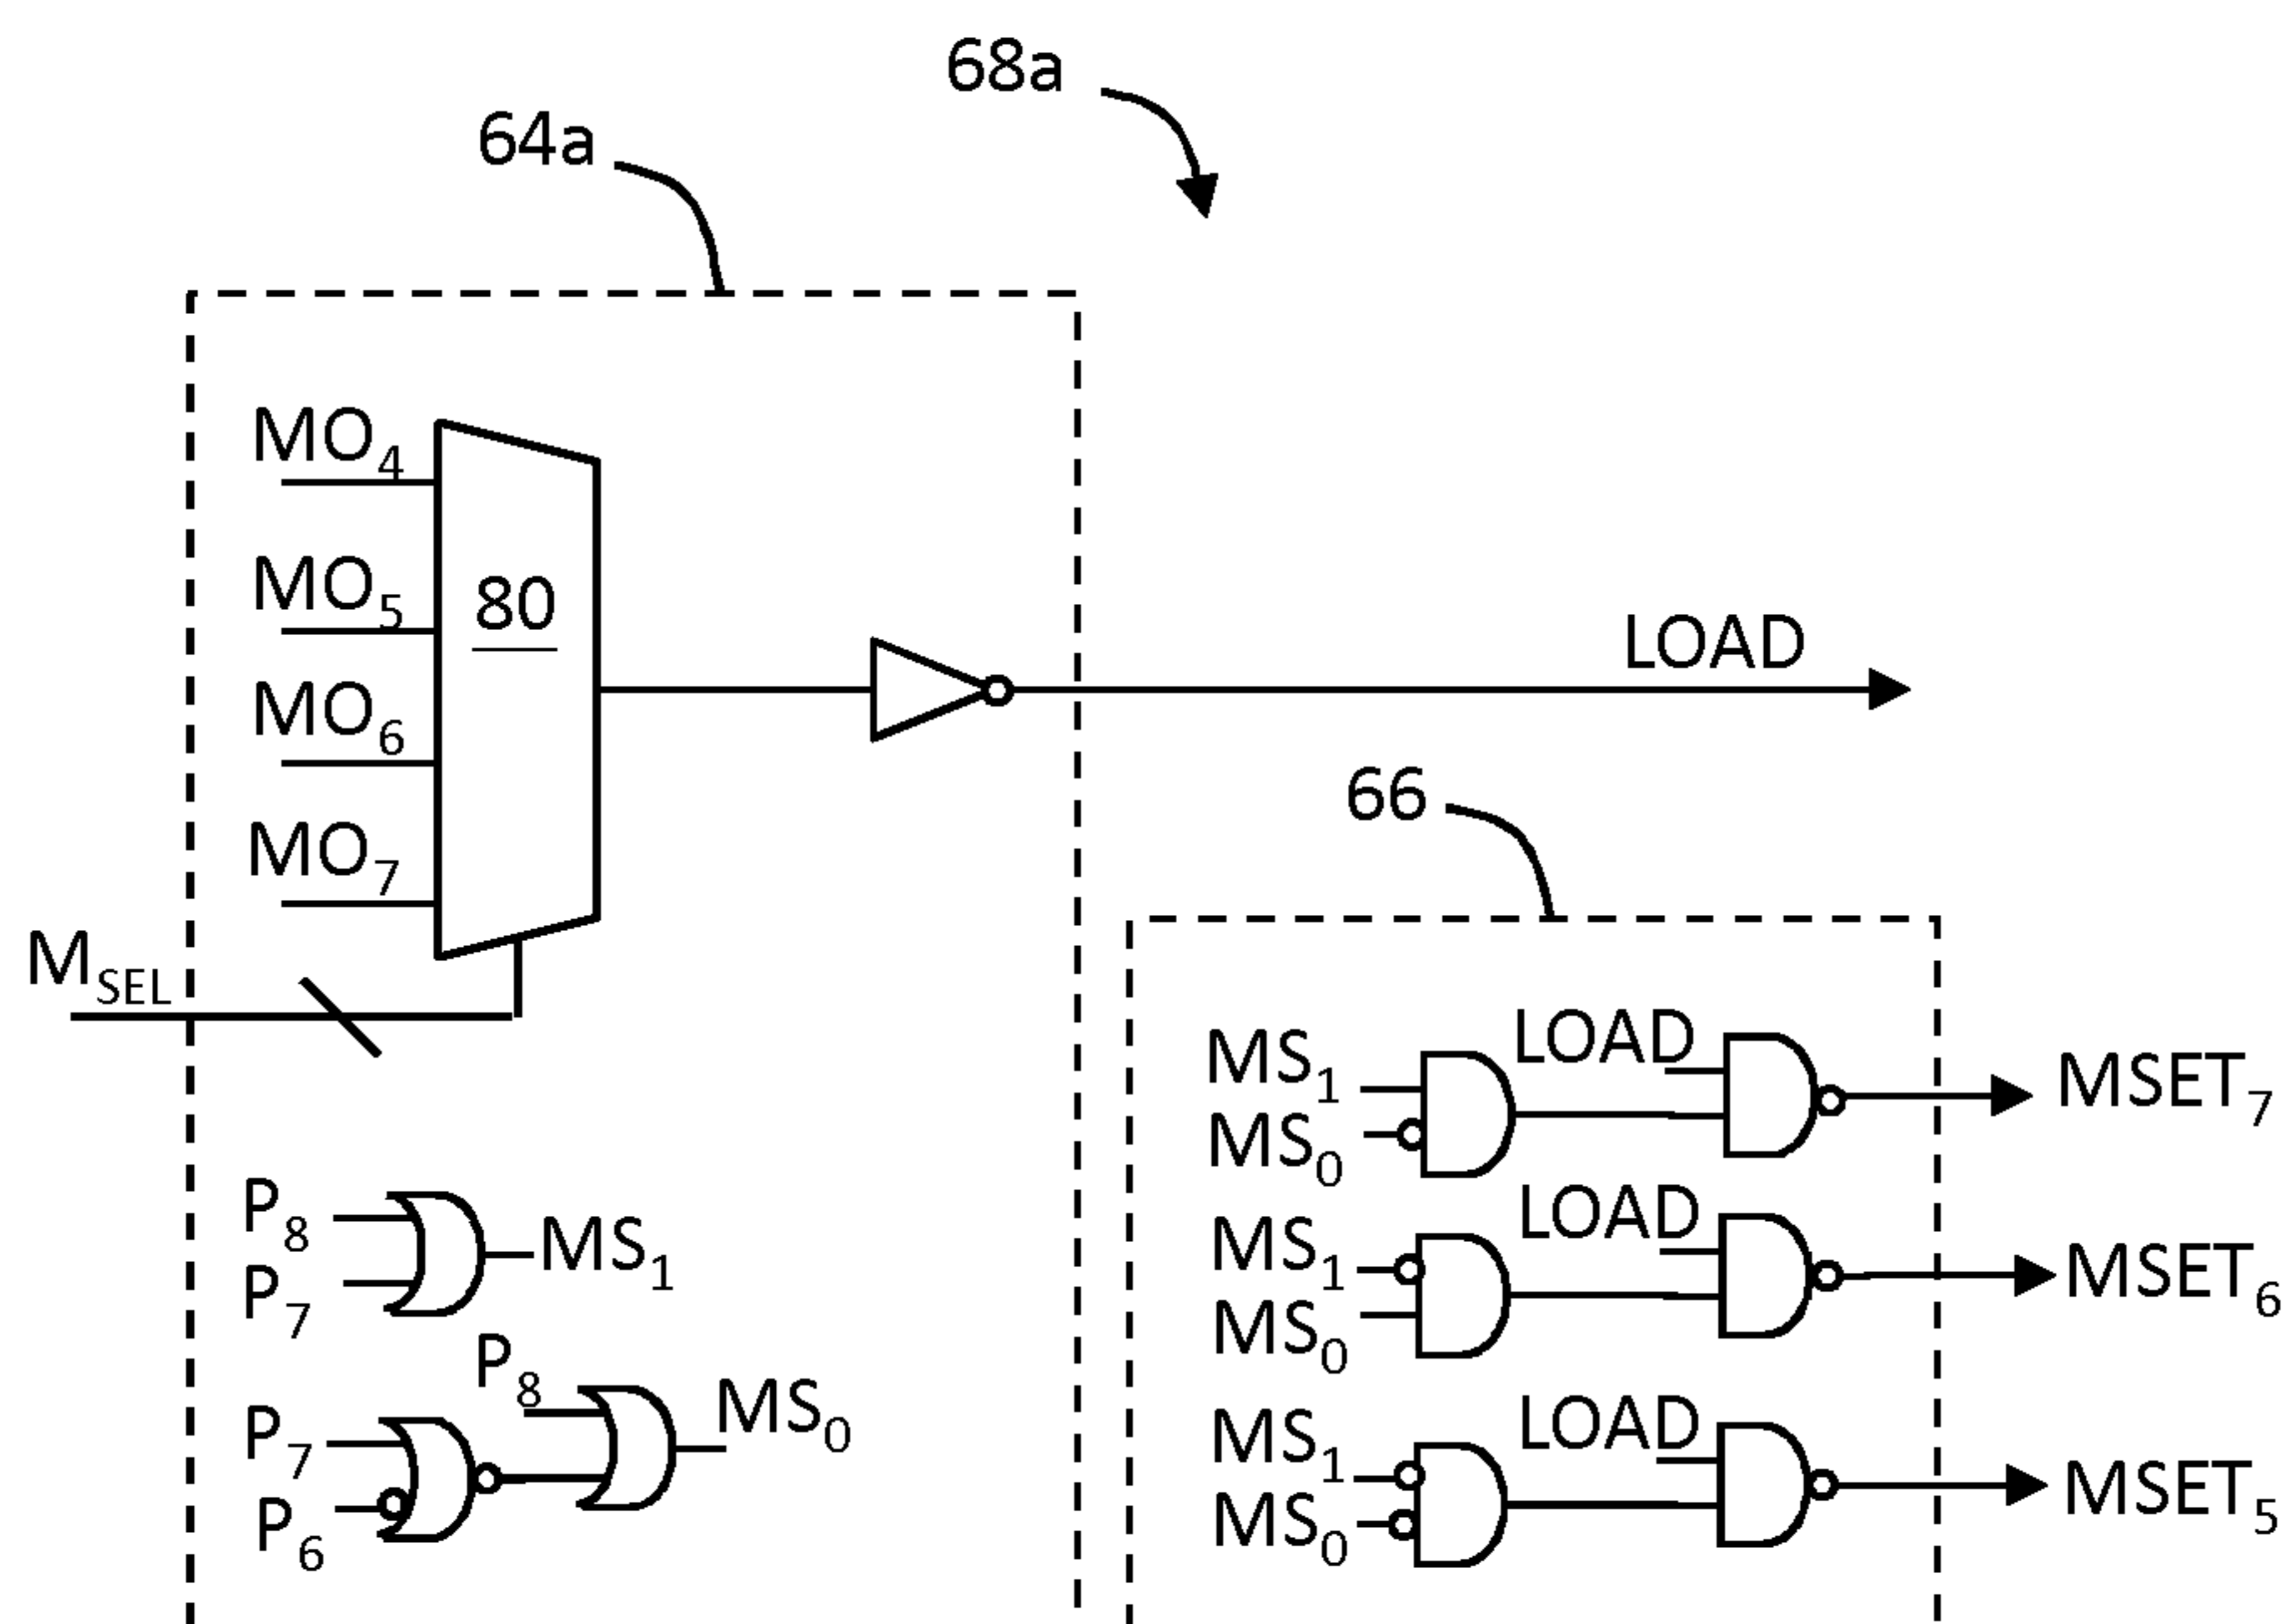 68a
64a
MO4
MO5
80
MO6
MO7
MSEL
LOAD
66
MS1
MS0
LOAD
MSET7
MS1
MS0
LOAD
MSET6
MS1
MS0
LOAD
MSET5
P8
P7
MS1
P8
P7
P6
MS0